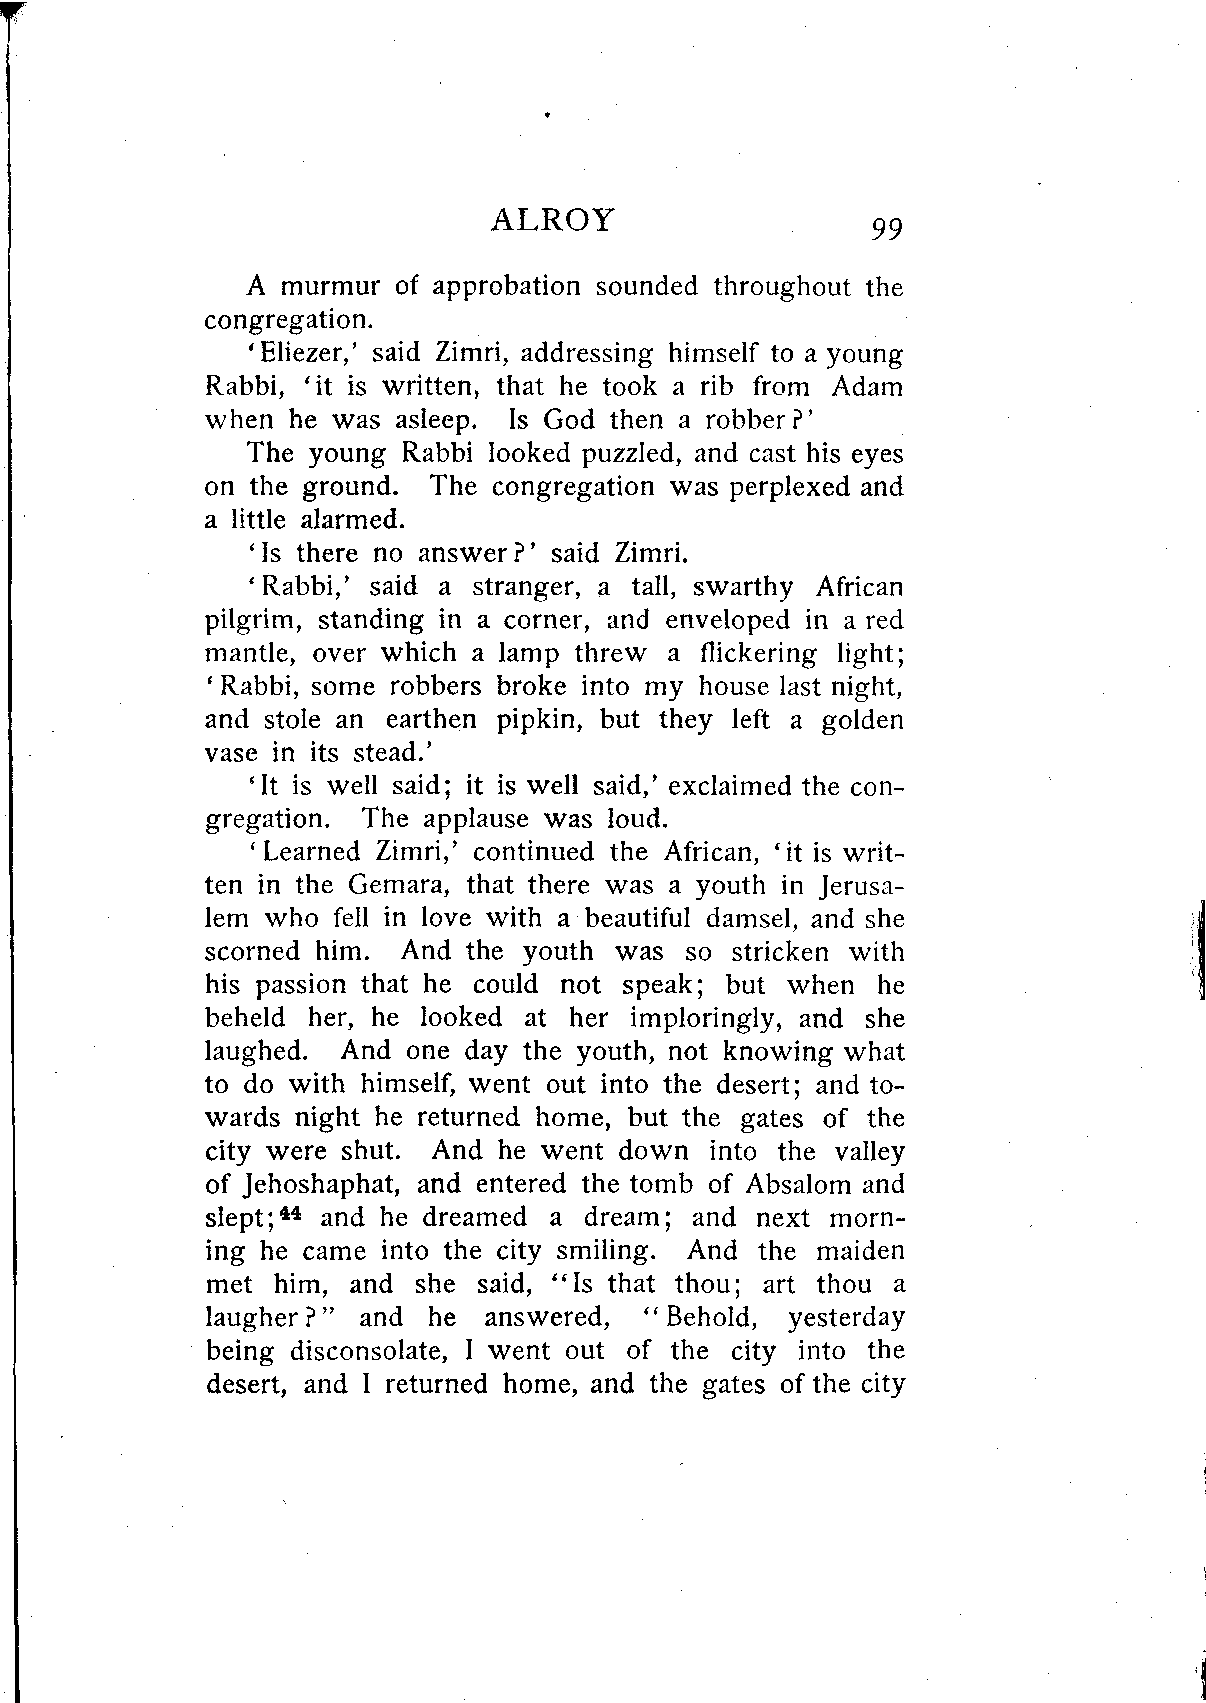 ALROY 99
A murmur of approbation sounded throughout the
congregation.
‘Eliezer,’ said Zimri, addressing himself to a young
Rabbi, ‘it is written, that he took a rib from Adam
when he was asleep. Is God then a robber?’
The young Rabbi looked puzzled, and cast his eyes
on the ground. The congregation was perplexed and
a little alarmed.
‘Is there no answer?’ said Zimri.
‘Rabbi,’ said a stranger, a tall, swarthy African
pilgrim, standing in a corner, and enveloped in a red
mantle, over which a lamp threw a flickering light;
‘Rabbi, some robbers broke into my house last night,
and stole an earthen pipkin, but they left a golden
vase in its stead.’
‘It is well said; it is well said,’ exclaimed the con-
gregation. The applause was loud.
‘Learned Zimri,’ continued the African, ‘it is writ-
ten in the Gemara, that there was a youth in Jerusa-
lem who fell in love with a beautiful damsel, and she
scorned him. And the youth was so stricken with
his passion that he could not speak; but when he
beheld her, he looked at her imploringly, and she
laughed. And one day the youth, not knowing what
to do with himself, went out into the desert; and to-
wards night he returned home, but the gates of the
city were shut. And he went down into the valley
of Jehoshaphat, and entered the tomb of Absalom and
slept;44 and he dreamed a dream; and next morn-
ing he came into the city smiling. And the maiden
met him, and she said, “Is that thou; art thou a
laugher?” and he answered, “Behold, yesterday
being disconsolate, I went out of the city into the
desert, and I returned home, and the gates of the city